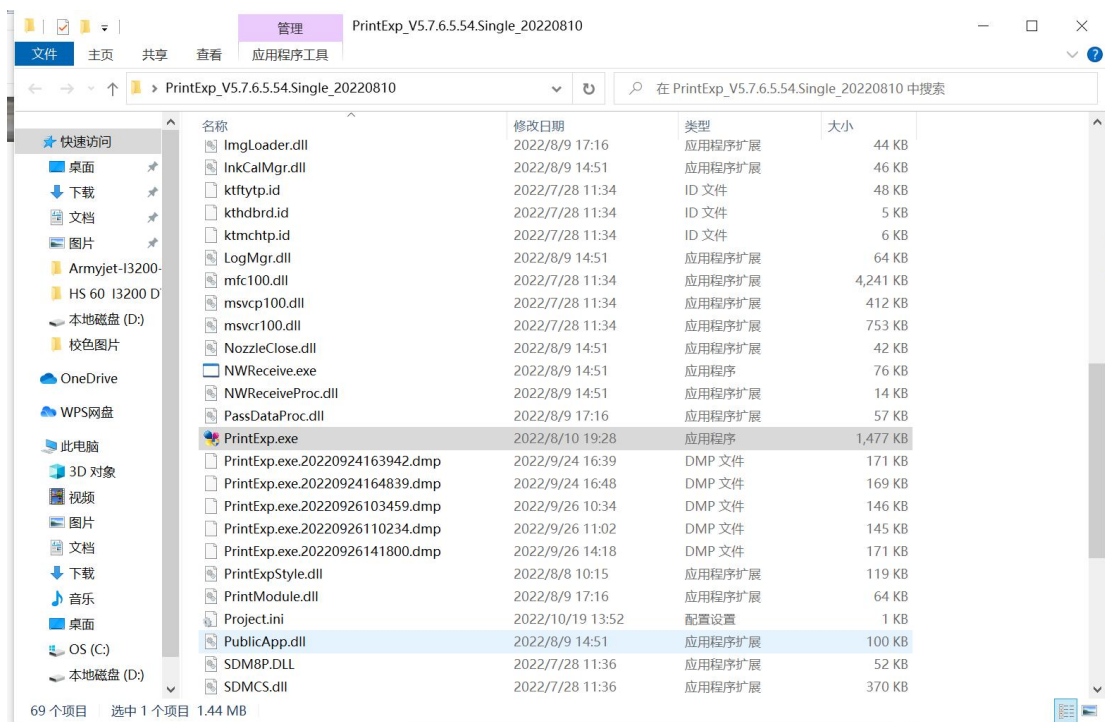 管理 PrintExp_V5.7.6.5.54.Single_20220810
文件 主页 共享 查看 应用程序工具
PrintExp_V5.7.6.5.54.Single_20220810 在 PrintExp_V5.7.6.5.54.Single_20220810 中搜索
快速访问
桌面
下载
文档
图片
Armyjet-I3200-
HS 60 I3200 D
本地磁盘 (D:)
校色图片
OneDrive
WPS网盘
此电脑
3D 对象
视频
图片
文档
下载
音乐
桌面
OS (C:)
本地磁盘 (D:)
名称 修改日期 类型 大小
ImgLoader.dll 2022/8/9 17:16 应用程序扩展 44 KB
InkCalMgr.dll 2022/8/9 14:51 应用程序扩展 46 KB
ktftytp.id 2022/7/28 11:34 ID 文件 48 KB
kthdbrd.id 2022/7/28 11:34 ID 文件 5 KB
ktmchtp.id 2022/7/28 11:34 ID 文件 6 KB
LogMgr.dll 2022/8/9 14:51 应用程序扩展 64 KB
mfc100.dll 2022/7/28 11:34 应用程序扩展 4,241 KB
msvcp100.dll 2022/7/28 11:34 应用程序扩展 412 KB
msvcr100.dll 2022/7/28 11:34 应用程序扩展 753 KB
NozzleClose.dll 2022/8/9 14:51 应用程序扩展 42 KB
NWReceive.exe 2022/8/9 14:51 应用程序 76 KB
NWReceiveProc.dll 2022/8/9 14:51 应用程序扩展 14 KB
PassDataProc.dll 2022/8/9 17:16 应用程序扩展 57 KB
PrintExp.exe 2022/8/10 19:28 应用程序 1,477 KB
PrintExp.exe.20220924163942.dmp 2022/9/24 16:39 DMP 文件 171 KB
PrintExp.exe.20220924164839.dmp 2022/9/24 16:48 DMP 文件 169 KB
PrintExp.exe.20220926103459.dmp 2022/9/26 10:34 DMP 文件 146 KB
PrintExp.exe.20220926110234.dmp 2022/9/26 11:02 DMP 文件 145 KB
PrintExp.exe.20220926141800.dmp 2022/9/26 14:18 DMP 文件 171 KB
PrintExpStyle.dll 2022/8/8 10:15 应用程序扩展 119 KB
PrintModule.dll 2022/8/9 17:16 应用程序扩展 64 KB
Project.ini 2022/10/19 13:52 配置设置 1 KB
PublicApp.dll 2022/8/9 14:51 应用程序扩展 100 KB
SDM8P.DLL 2022/7/28 11:36 应用程序扩展 52 KB
SDMCS.dll 2022/7/28 11:36 应用程序扩展 370 KB
69 个项目 选中 1 个项目 1.44 MB